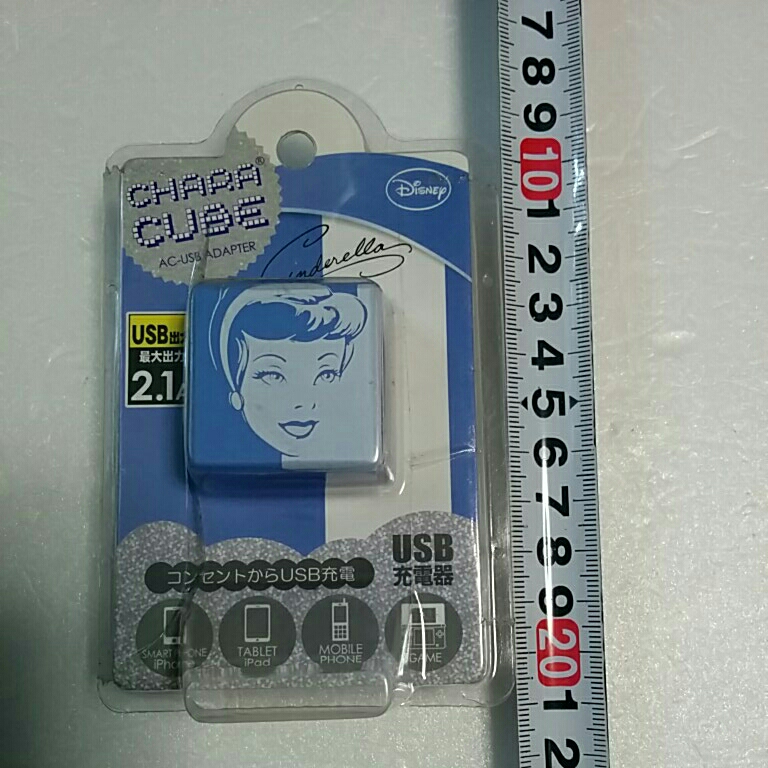 CHARA
CUBE®
AC-USB ADAPTER
Disney
Cinderella
USB出
最大出力
2.1A
コンセントからUSB充電
USB
充電器
SMARTPHONE
iPhone
TABLET
iPad
MOBILE
PHONE
GAME
7
8
9
10
1
2
3
4
5
6
7
8
9
20
1
2